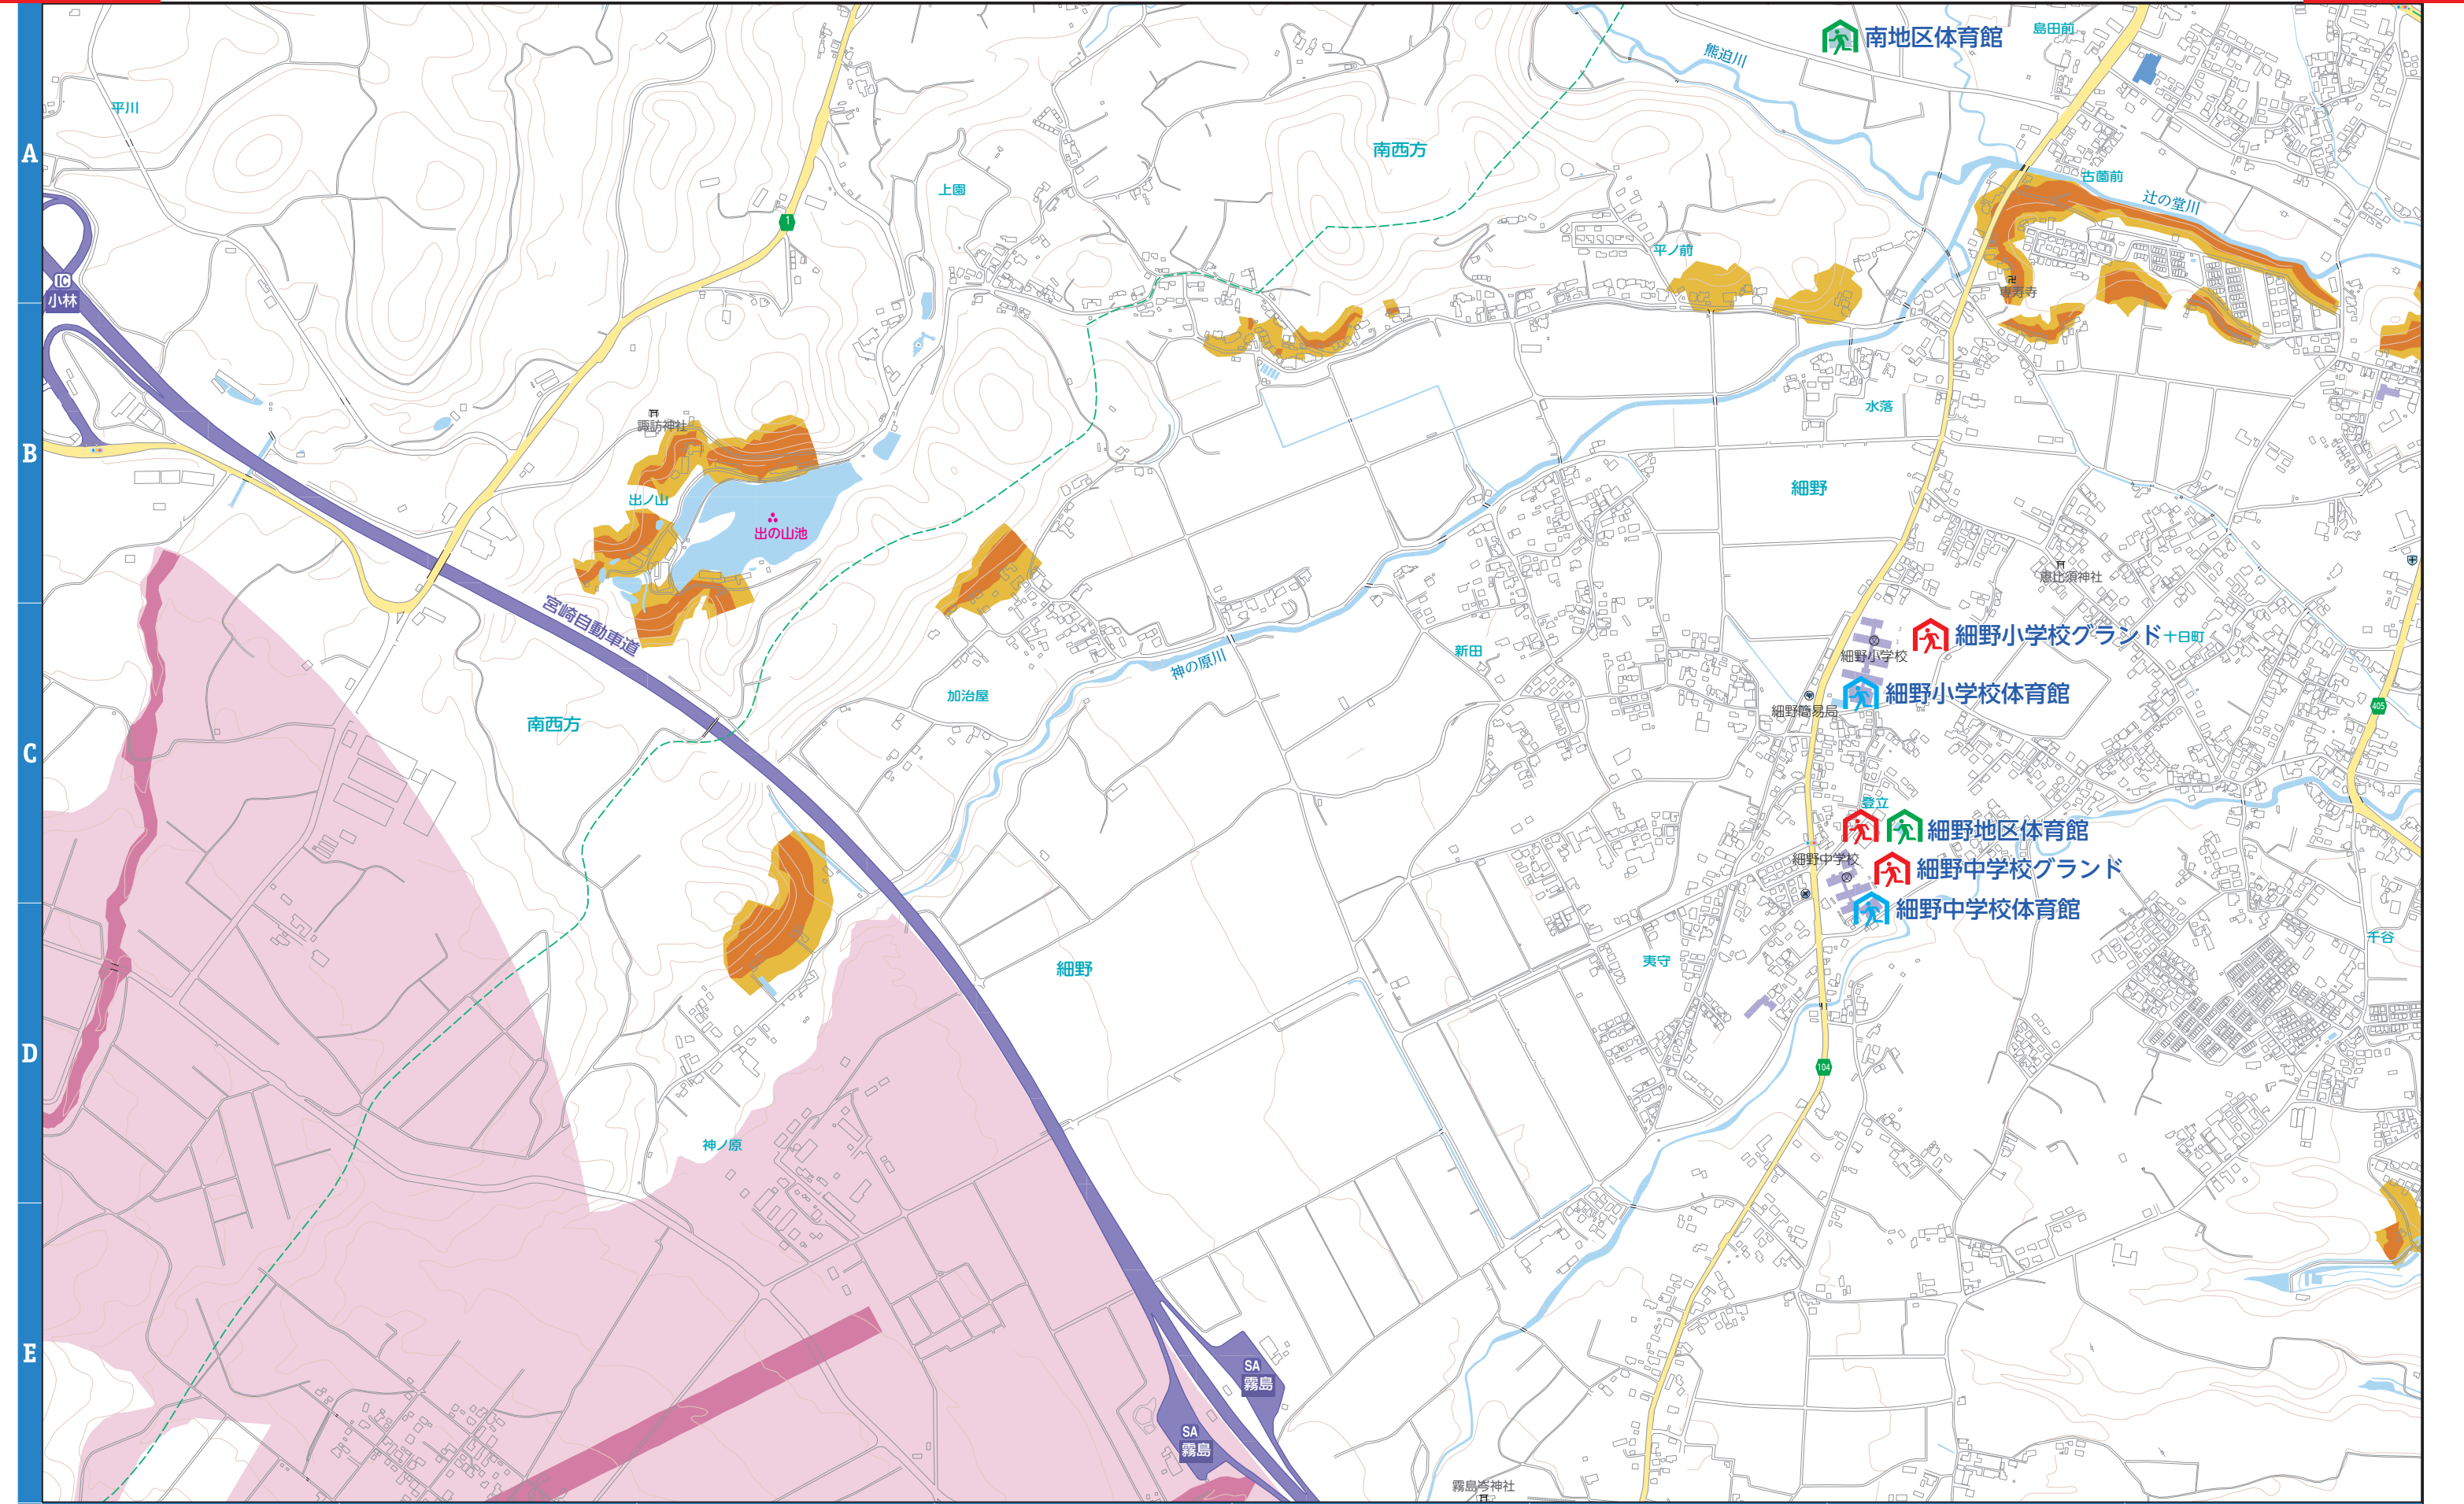 南地区体育館
島田前
熊迫川
平川
A
南西方
上園
古薗前
辻の堂川
1
平ノ前
IC
小林
専寿寺
水落
諏訪神社
B
細野
出ノ山
出の山池
恵比須神社
宮崎自動車道
細野小学校グランド
十日町
新田
細野小学校
神の原川
加治屋
細野小学校体育館
405
細野簡易局
南西方
C
登立
細野地区体育館
細野中学校
細野中学校グランド
細野中学校体育館
千谷
夷守
細野
D
104
神ノ原
E
SA
霧島
SA
霧島
霧島岑神社